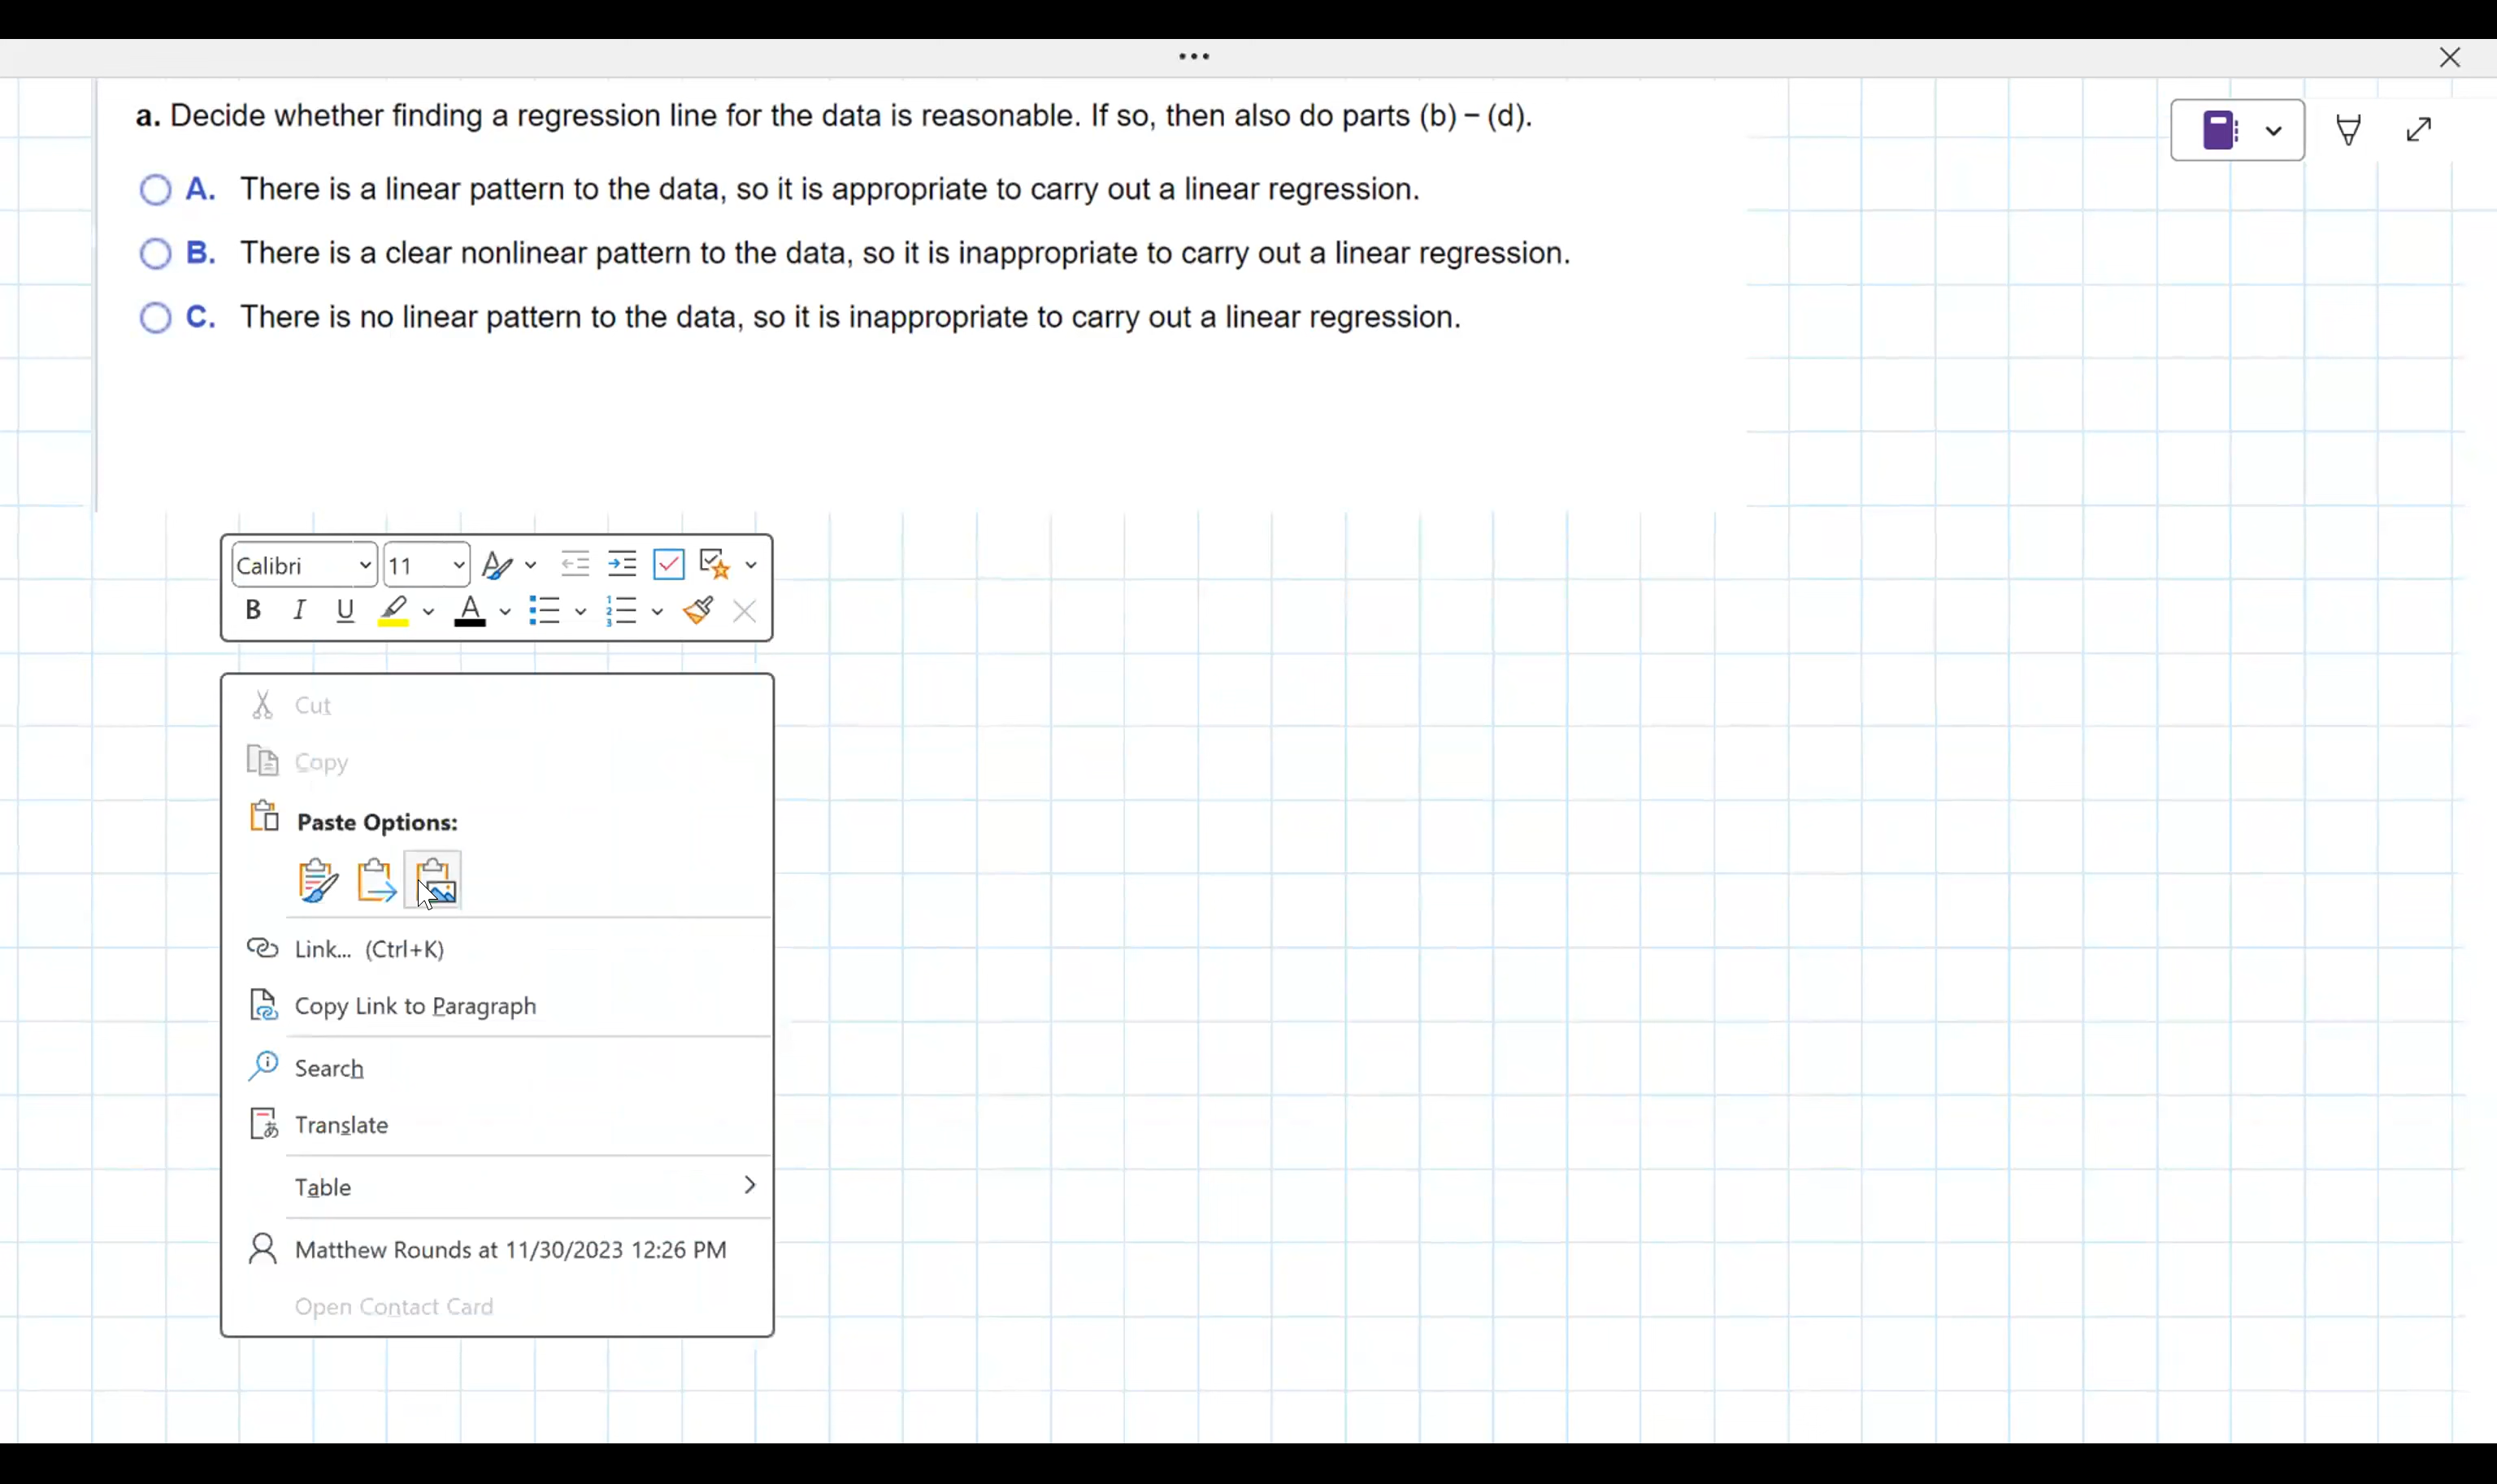 a. Decide whether finding a regression line for the data is reasonable. If so, then also do parts (b) – (d).
A. There is a linear pattern to the data, so it is appropriate to carry out a linear regression.
B. There is a clear nonlinear pattern to the data, so it is inappropriate to carry out a linear regression.
C. There is no linear pattern to the data, so it is inappropriate to carry out a linear regression.
Calibri 11
B I U A
Cut
Copy
Paste Options:
Link... (Ctrl+K)
Copy Link to Paragraph
Search
Translate
Table
Matthew Rounds at 11/30/2023 12:26 PM
Open Contact Card